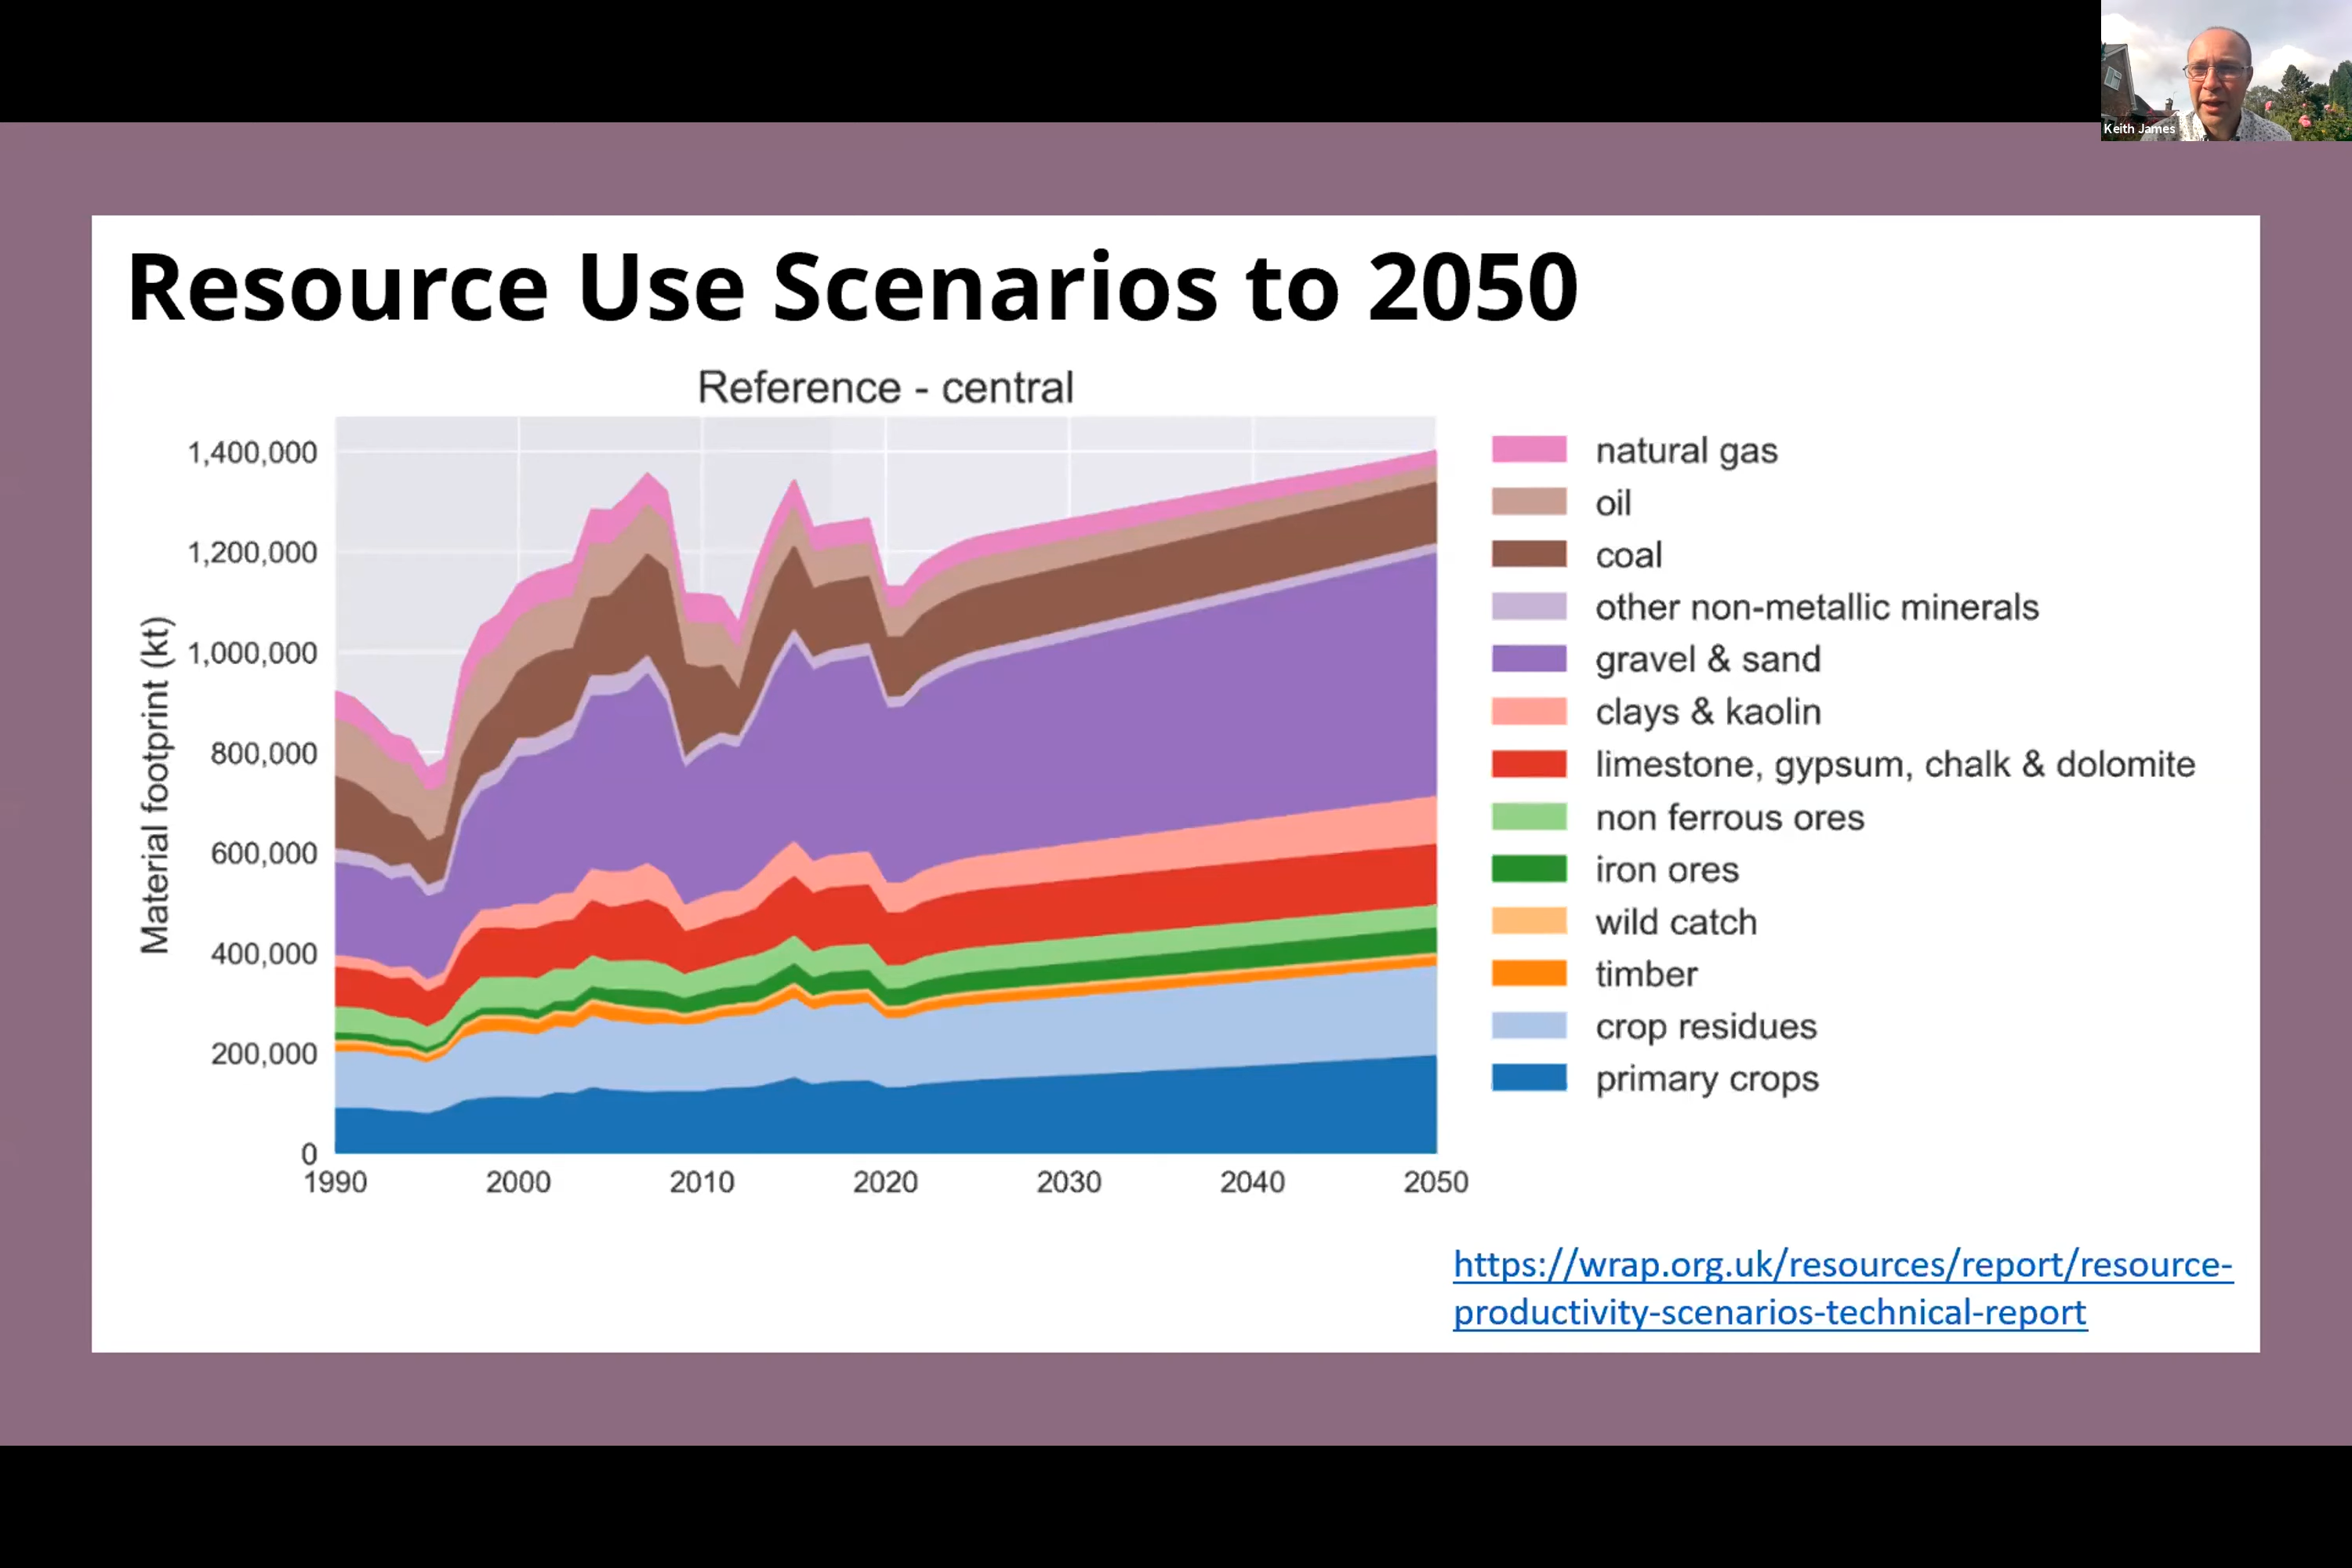 Keith James
Resource Use Scenarios to 2050
Reference - central
Material footprint (kt)
1,400,000
1,200,000
1,000,000
800,000
600,000
400,000
200,000
0
1990 2000 2010 2020 2030 2040 2050
natural gas
oil
coal
other non-metallic minerals
gravel & sand
clays & kaolin
limestone, gypsum, chalk & dolomite
non ferrous ores
iron ores
wild catch
timber
crop residues
primary crops
https://wrap.org.uk/resources/report/resource-
productivity-scenarios-technical-report